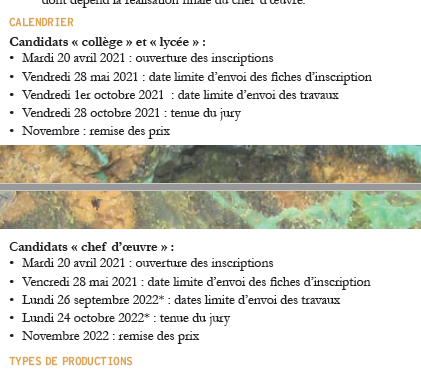 dont dépend la réalisation finale du chef d'œuvre.
CALENDRIER
Candidats « collège » et « lycée » :
• Mardi 20 avril 2021 : ouverture des inscriptions
• Vendredi 28 mai 2021 : date limite d'envoi des fiches d'inscription
• Vendredi 1er octobre 2021 : date limite d'envoi des travaux
• Vendredi 28 octobre 2021 : tenue du jury
• Novembre : remise des prix
Candidats « chef d'œuvre » :
• Mardi 20 avril 2021 : ouverture des inscriptions
• Vencredi 28 mai 2021 : date limite d'envoi des fiches d'inscription
• Lundi 26 septembre 2022* : dates limite d'envoi des travaux
• Lundi 24 octobre 2022* : tenue du jury
• Novembre 2022 : remise des prix
TYPES DE PRODUCTIONS